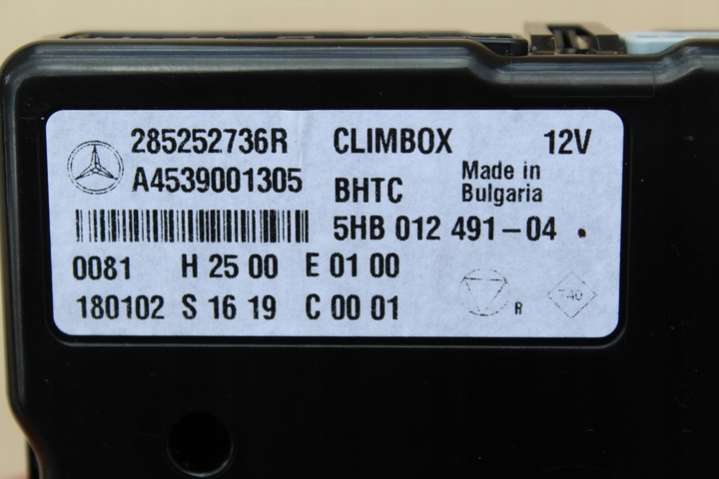 285252736R CLIMBOX 12V
A4539001305 BHTC Made in
Bulgaria
5HB 012 491-04
0081 H 25 00 E 01 00
180102 S 16 19 C 00 01
R
740